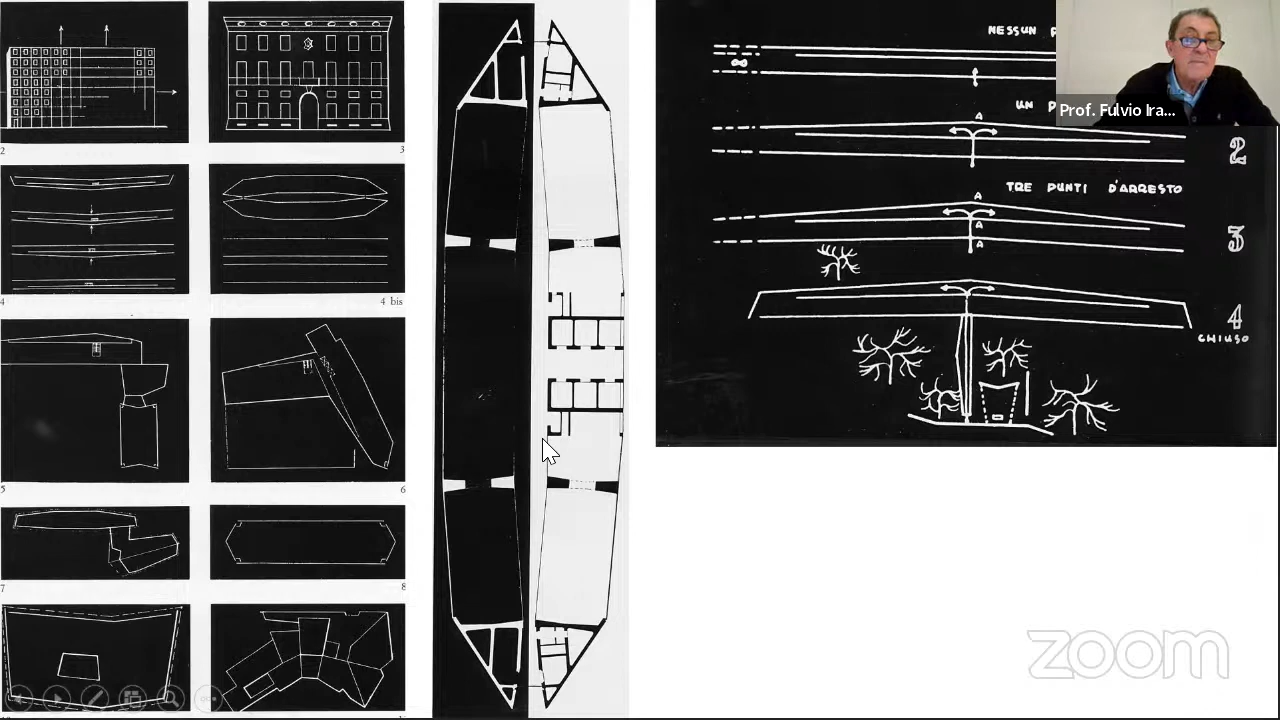 2
3
4
4 bis
5
6
7
8
NESSUN
UN
A
2
TRE PUNTI D'ARRESTO
A
A
A
3
4
CHIUSO
Prof. Fulvio Ira...
zoom